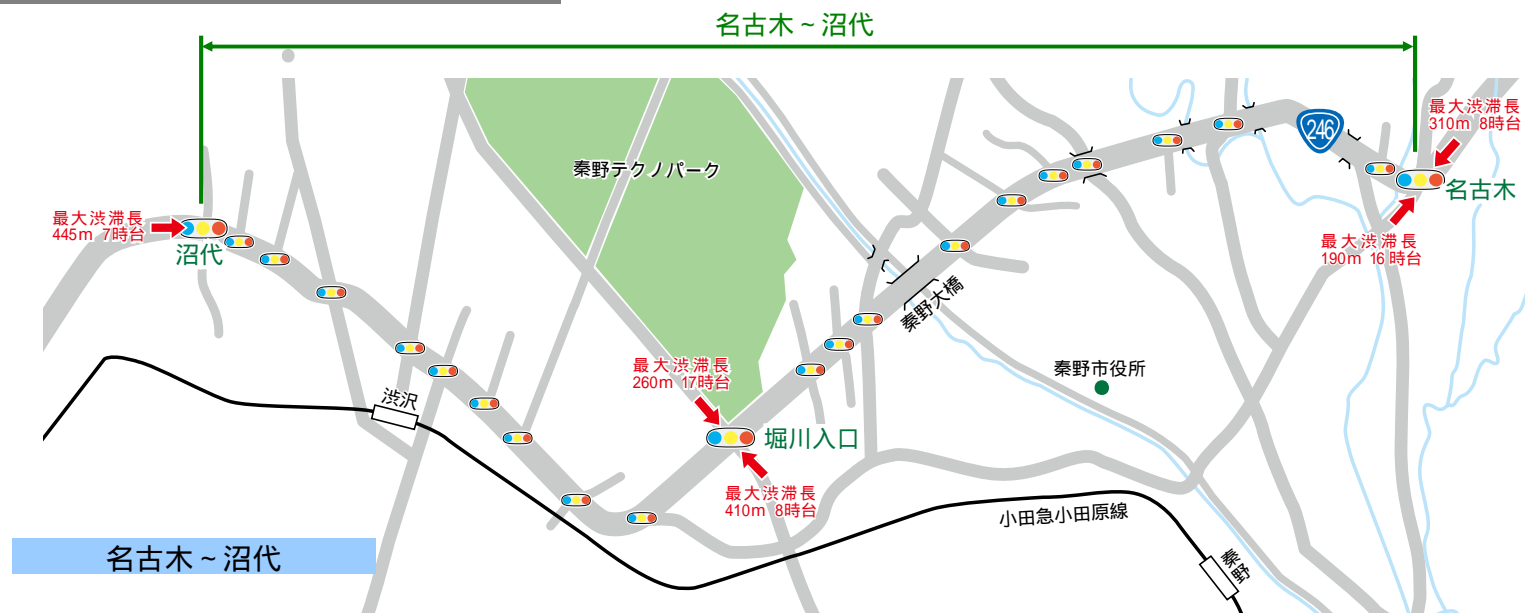 名古木~沼代
最大渋滞長
310m 8時台
246
秦野テクノパーク
名古木
最大渋滞長
445m 7時台
沼代
最大渋滞長
190m 16時台
秦野大橋
最大渋滞長
260m 17時台
秦野市役所
渋沢
堀川入口
最大渋滞長
410m 8時台
小田急小田原線
名古木~沼代
秦野